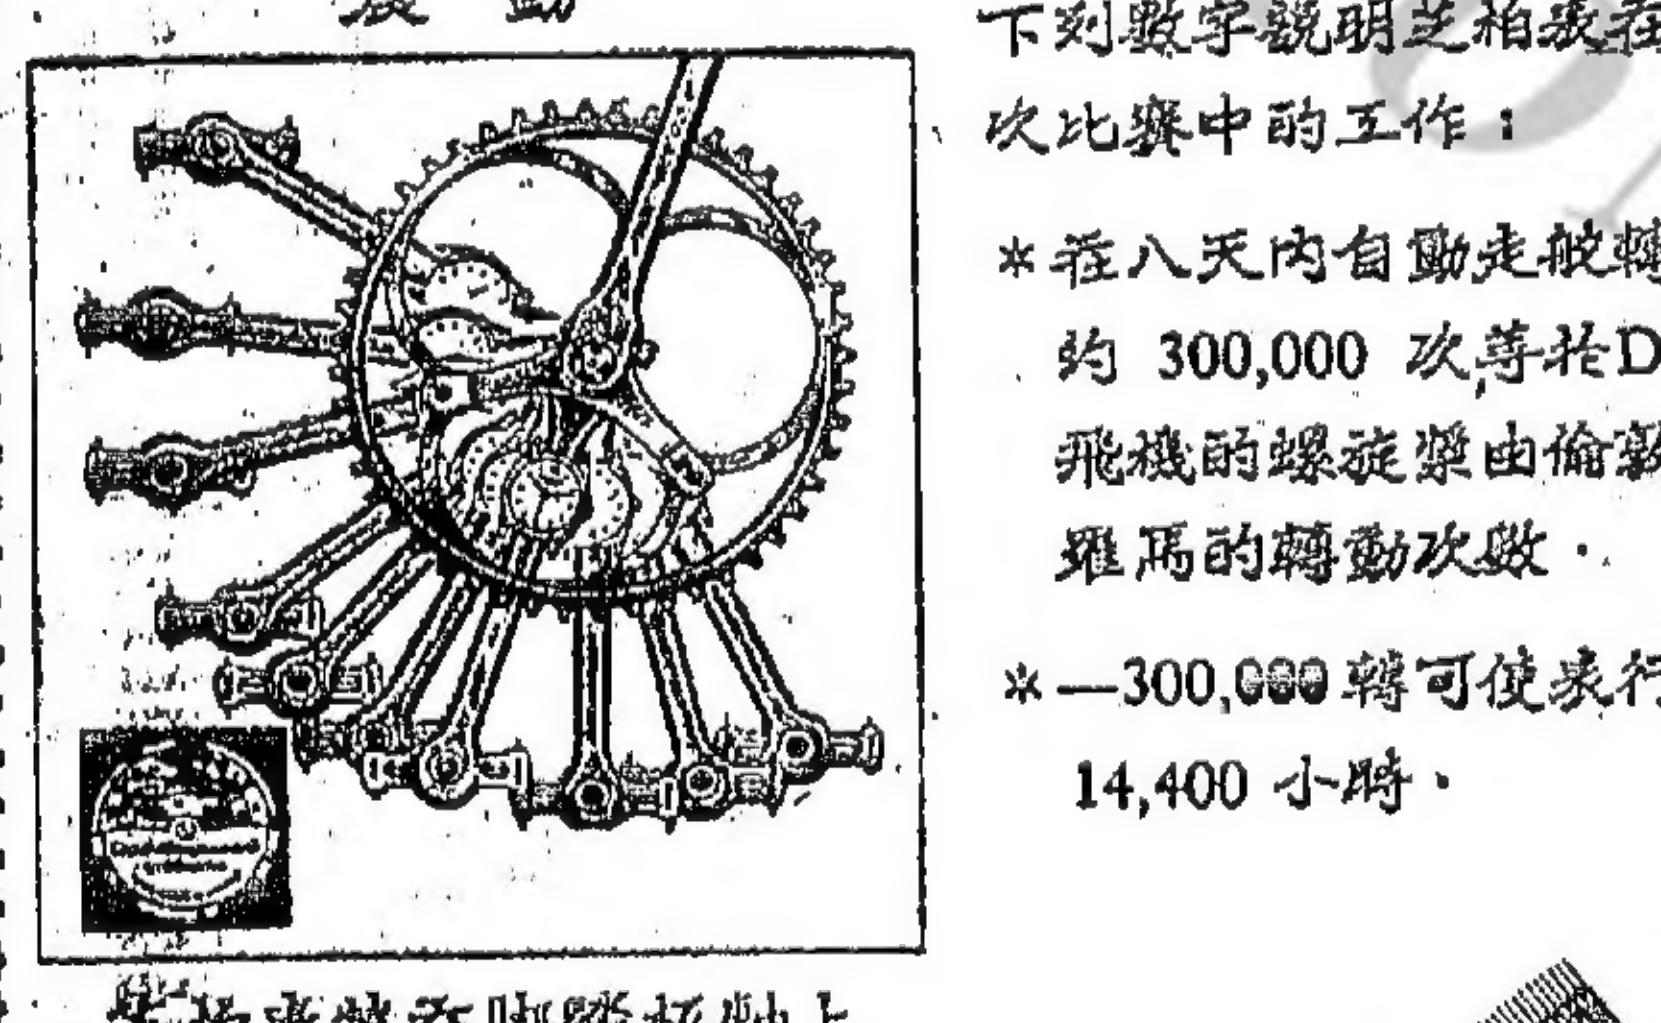 震動
下列數字說明芝柏表在
次比賽中的工作：
*在八天內自動走舵轉
約 300,000 次等於D
飛機的螺旋槳由倫敦
羅馬的轉動次數．
*—300,000轉可使表行
14,400 小時．